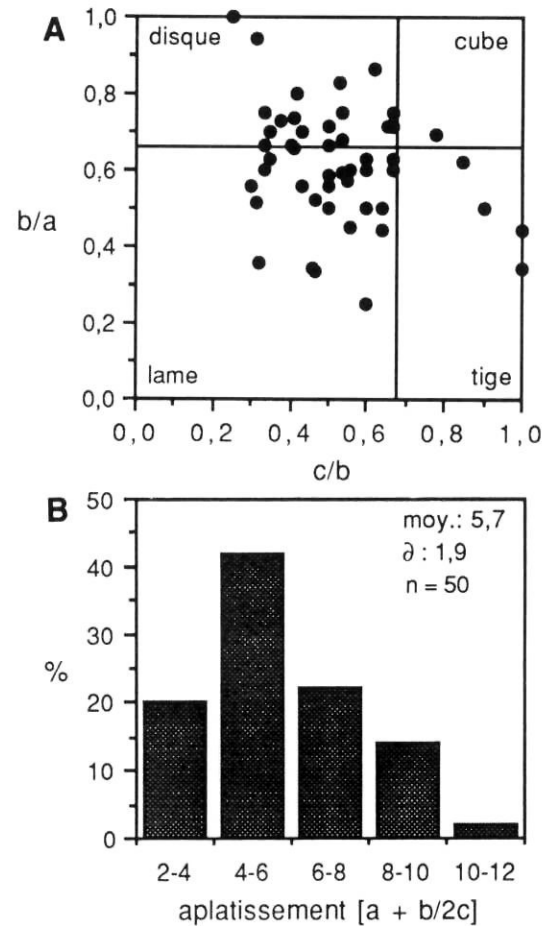 A
1,0
disque
cube
0,8
0,6
b/a
0,4
0,2
lame
tige
0,0
0,0 0,2 0,4 0,6 0,8 1,0
c/b
B
50
moy.: 5,7
∂ : 1,9
n = 50
40
30
%
20
10
0
2-4 4-6 6-8 8-10 10-12
aplatissement [a + b/2c]